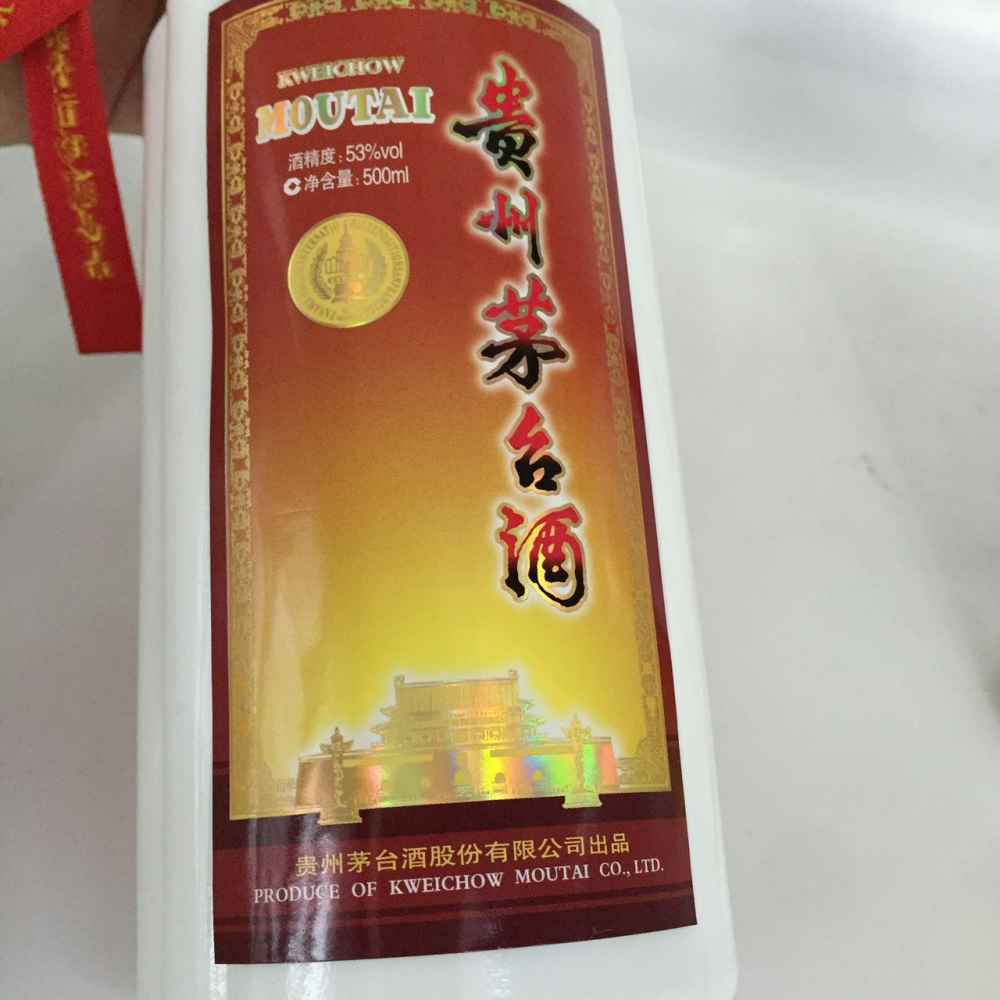 KWEICHOW
MOUTAI
酒精度:53%vol
净含量:500ml
貴州茅台酒
贵州茅台酒股份有限公司出品
PRODUCE OF KWEICHOW MOUTAI CO., LTD.